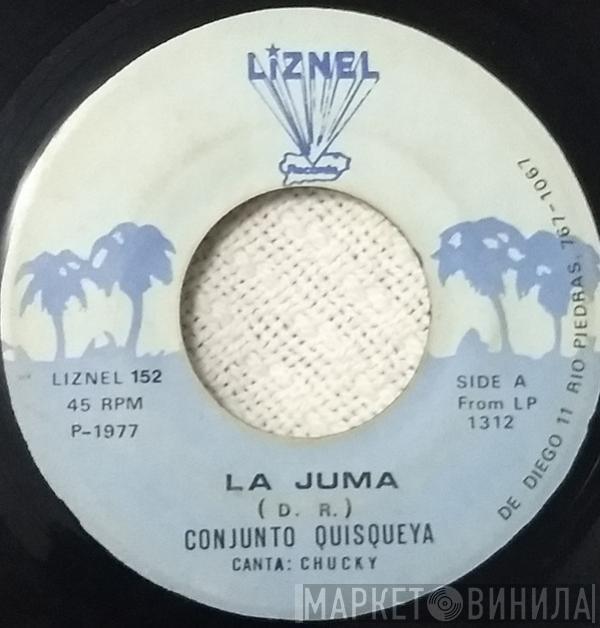 LIZNEL
Records
LIZNEL 152
45 RPM
P-1977
SIDE A
From LP
1312
DE DIEGO 11 RIO PIEDRAS, 767-1067
LA JUMA
( D. R.)
CONJUNTO QUISQUEYA
CANTA: CHUCKY
МАРКЕТ ВИНИЛА